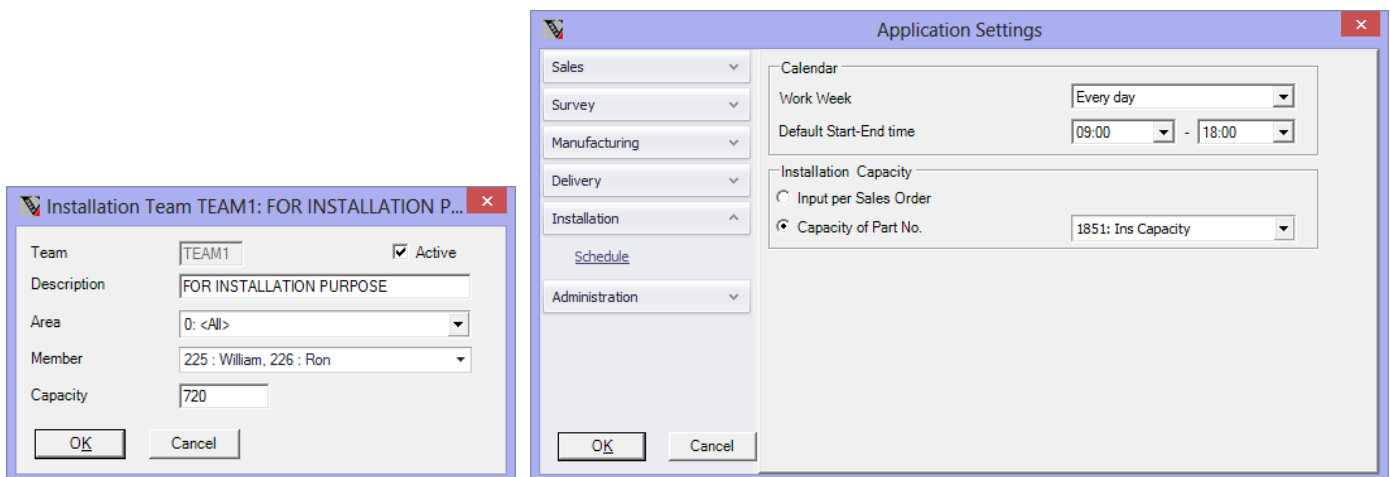 Installation Team TEAM1: FOR INSTALLATION P...
Team TEAM1 Active
Description FOR INSTALLATION PURPOSE
Area 0: <All>
Member 225 : William, 226 : Ron
Capacity 720
OK Cancel
Application Settings
Sales
Survey
Manufacturing
Delivery
Installation
Schedule
Administration
OK Cancel
Calendar
Work Week Every day
Default Start-End time 09:00 - 18:00
Installation Capacity
Input per Sales Order
Capacity of Part No. 1851: Ins Capacity